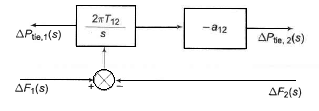 2πT₁₂
s
−a₁₂
ΔPtie,1(s)
ΔPtie, 2(s)
+
−
ΔF₁(s)
ΔF₂(s)